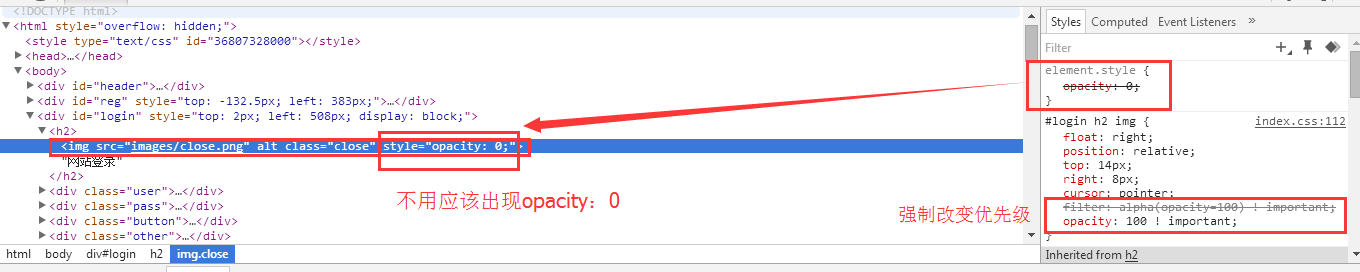 <!DOCTYPE html>
<html style="overflow: hidden;">
<style type="text/css" id="36807328000"></style>
<head>…</head>
<body>
<div id="header">…</div>
<div id="reg" style="top: -132.5px; left: 383px;">…</div>
<div id="login" style="top: 2px; left: 508px; display: block;">
<h2>
<img src="images/close.png" alt class="close" style="opacity: 0;">
"网站登录"
</h2>
<div class="user">…</div>
<div class="pass">…</div>
<div class="button">…</div>
<div class="other">…</div>
不用应该出现opacity：0
强制改变优先级
html body div#login h2 img.close
Styles Computed Event Listeners »
Filter
element.style {
opacity: 0;
}
#login h2 img { index.css:112
float: right;
position: relative;
top: 14px;
right: 8px;
cursor: pointer;
filter: alpha(opacity=100) ! important;
opacity: 100 ! important;
}
Inherited from h2